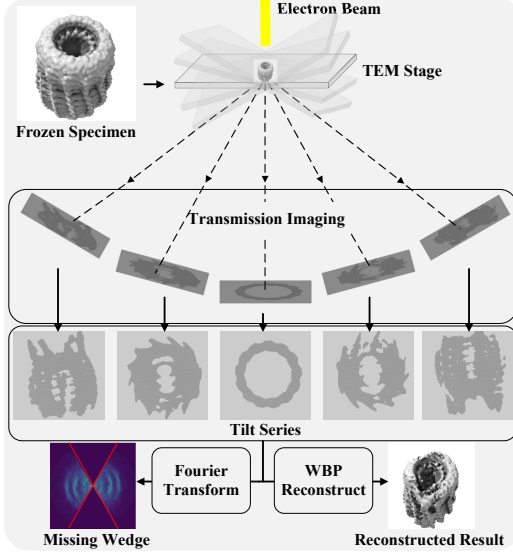 Electron Beam
TEM Stage
Frozen Specimen
Transmission Imaging
Tilt Series
Fourier
Transform
WBP
Reconstruct
Missing Wedge
Reconstructed Result